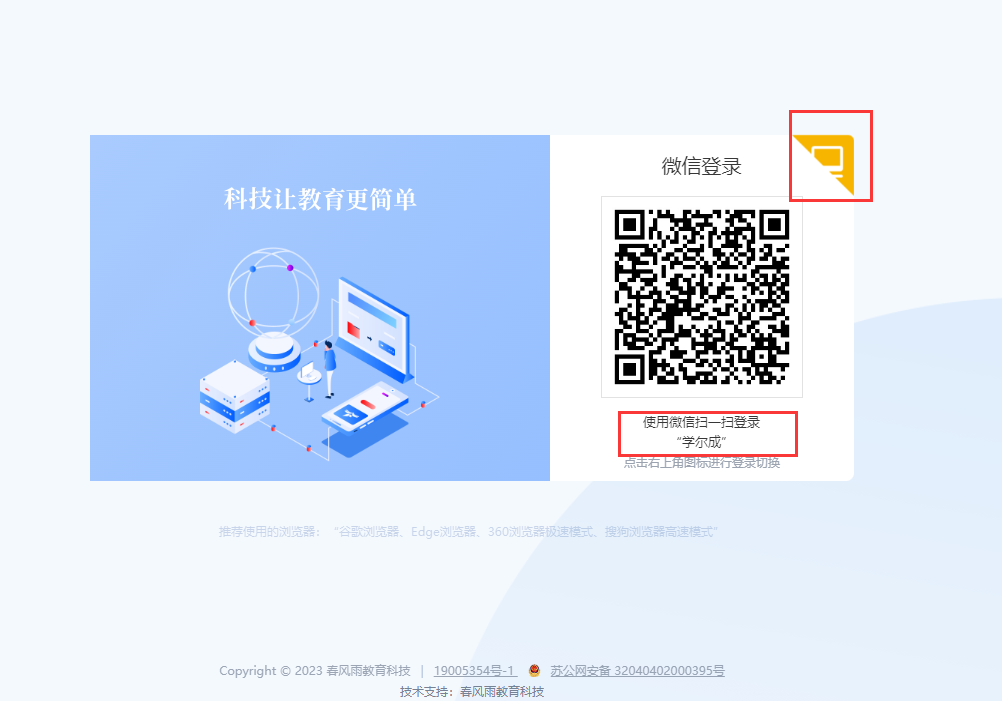 科技让教育更简单
微信登录
使用微信扫一扫登录
“学尔成”
点击右上角图标进行登录切换
推荐使用的浏览器： “谷歌浏览器、Edge浏览器、360浏览器极速模式、搜狗浏览器高速模式”
Copyright © 2023 春风雨教育科技 | 19005354号-1 苏公网安备 32040402000395号
技术支持：春风雨教育科技